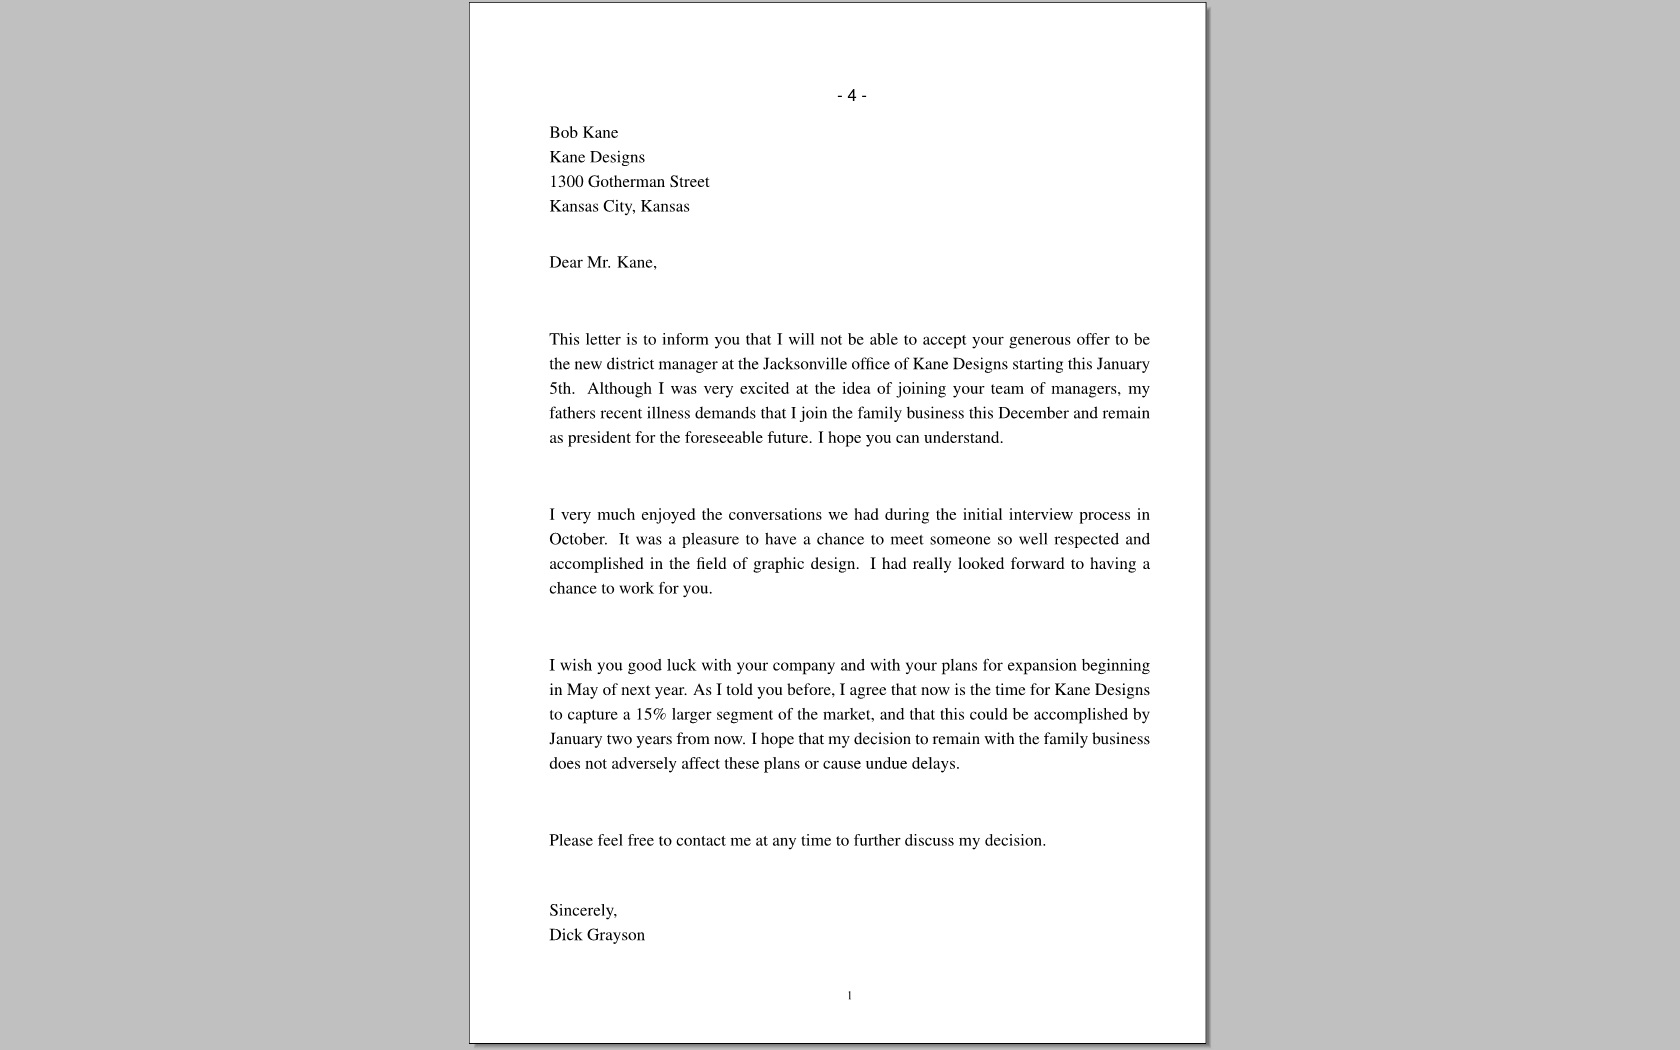 - 4 -
Bob Kane
Kane Designs
1300 Gotherman Street
Kansas City, Kansas
Dear Mr. Kane,
This letter is to inform you that I will not be able to accept your generous offer to be
the new district manager at the Jacksonville office of Kane Designs starting this January
5th. Although I was very excited at the idea of joining your team of managers, my
fathers recent illness demands that I join the family business this December and remain
as president for the foreseeable future. I hope you can understand.
I very much enjoyed the conversations we had during the initial interview process in
October. It was a pleasure to have a chance to meet someone so well respected and
accomplished in the field of graphic design. I had really looked forward to having a
chance to work for you.
I wish you good luck with your company and with your plans for expansion beginning
in May of next year. As I told you before, I agree that now is the time for Kane Designs
to capture a 15% larger segment of the market, and that this could be accomplished by
January two years from now. I hope that my decision to remain with the family business
does not adversely affect these plans or cause undue delays.
Please feel free to contact me at any time to further discuss my decision.
Sincerely,
Dick Grayson
1